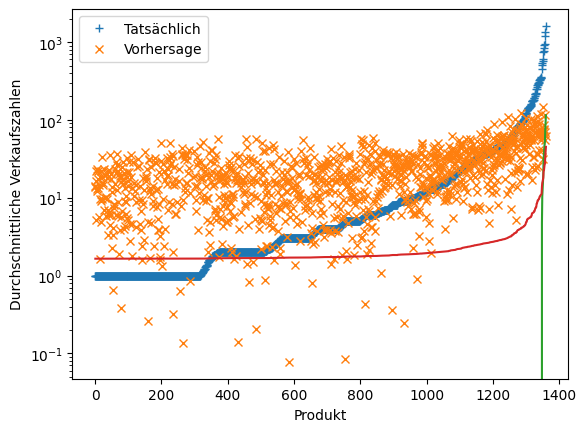 Tatsächlich
Vorhersage
Durchschnittliche Verkaufszahlen
10³
10²
10¹
10⁰
10⁻¹
0 200 400 600 800 1000 1200 1400
Produkt